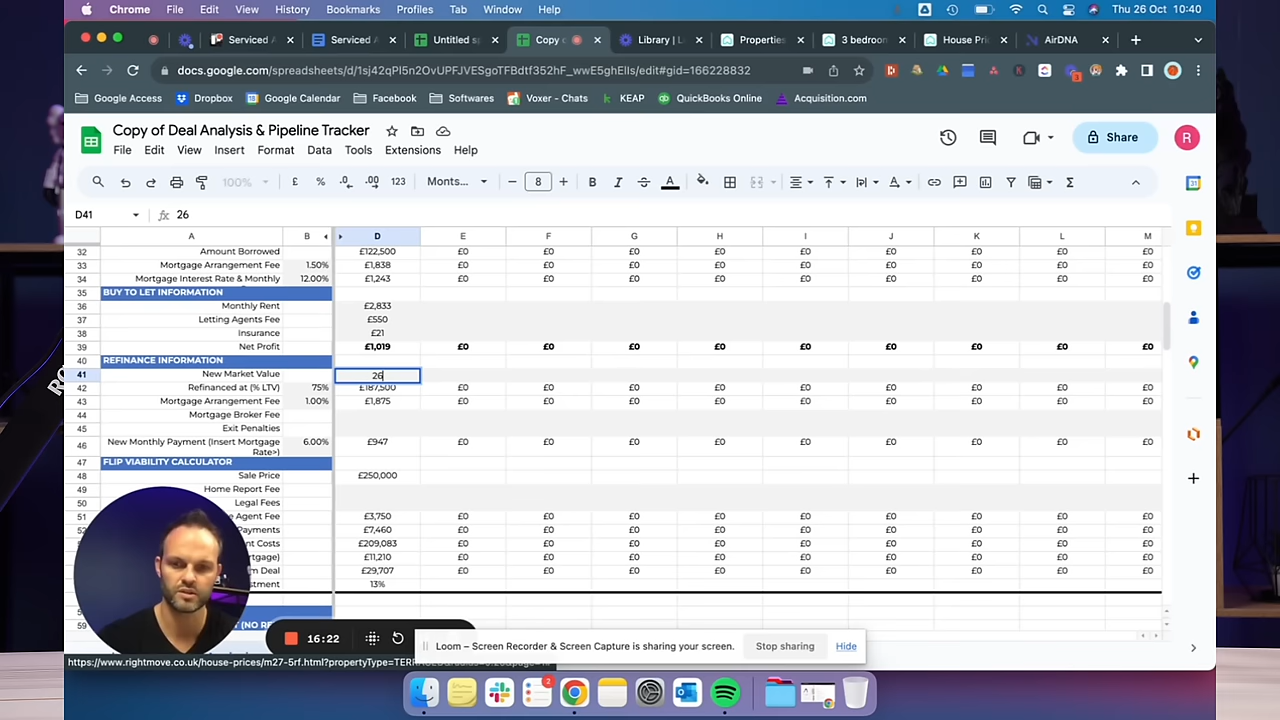 Chrome File Edit View History Bookmarks Profiles Tab Window Help Thu 26 Oct 10:40
Serviced A Serviced A Untitled sp Copy o Library | L Properties 3 bedroom House Pric AirDNA
docs.google.com/spreadsheets/d/1sj42qPI5n2OvUPFJVESgoTFBdtf352hF_wwE5ghElIs/edit#gid=166228832
Google Access Dropbox Google Calendar Facebook Softwares Voxer - Chats KEAP QuickBooks Online Acquisition.com
Copy of Deal Analysis & Pipeline Tracker
File Edit View Insert Format Data Tools Extensions Help
Share R
100% £ % .0 .00 123 Monts... 8 B I A
D41 fx 26
A B D E F G H I J K L M
32 Amount Borrowed £122,500 £0 £0 £0 £0 £0 £0 £0 £0 £0
33 Mortgage Arrangement Fee 1.50% £1,838 £0 £0 £0 £0 £0 £0 £0 £0 £0
34 Mortgage Interest Rate & Monthly 12.00% £1,243 £0 £0 £0 £0 £0 £0 £0 £0 £0
35 BUY TO LET INFORMATION
36 Monthly Rent £2,833
37 Letting Agents Fee £550
38 Insurance £21
39 Net Profit £1,019 £0 £0 £0 £0 £0 £0 £0 £0 £0
40 REFINANCE INFORMATION
41 New Market Value 26
42 Refinanced at (% LTV) 75% £187,500 £0 £0 £0 £0 £0 £0 £0 £0 £0
43 Mortgage Arrangement Fee 1.00% £1,875 £0 £0 £0 £0 £0 £0 £0 £0 £0
44 Mortgage Broker Fee
45 Exit Penalties
46 New Monthly Payment (Insert Mortgage Rate>) 6.00% £947 £0 £0 £0 £0 £0 £0 £0 £0 £0
47 FLIP VIABILITY CALCULATOR
48 Sale Price £250,000
49 Home Report Fee
50 Legal Fees
51 e Agent Fee £3,750 £0 £0 £0 £0 £0 £0 £0 £0 £0
52 Payments £7,460 £0 £0 £0 £0 £0 £0 £0 £0 £0
nt Costs £209,083 £0 £0 £0 £0 £0 £0 £0 £0 £0
tgage) £11,210 £0 £0 £0 £0 £0 £0 £0 £0 £0
m Deal £29,707 £0 £0 £0 £0 £0 £0 £0 £0 £0
stment 13%
59 (NO RE
16:22
Loom – Screen Recorder & Screen Capture is sharing your screen. Stop sharing Hide
2